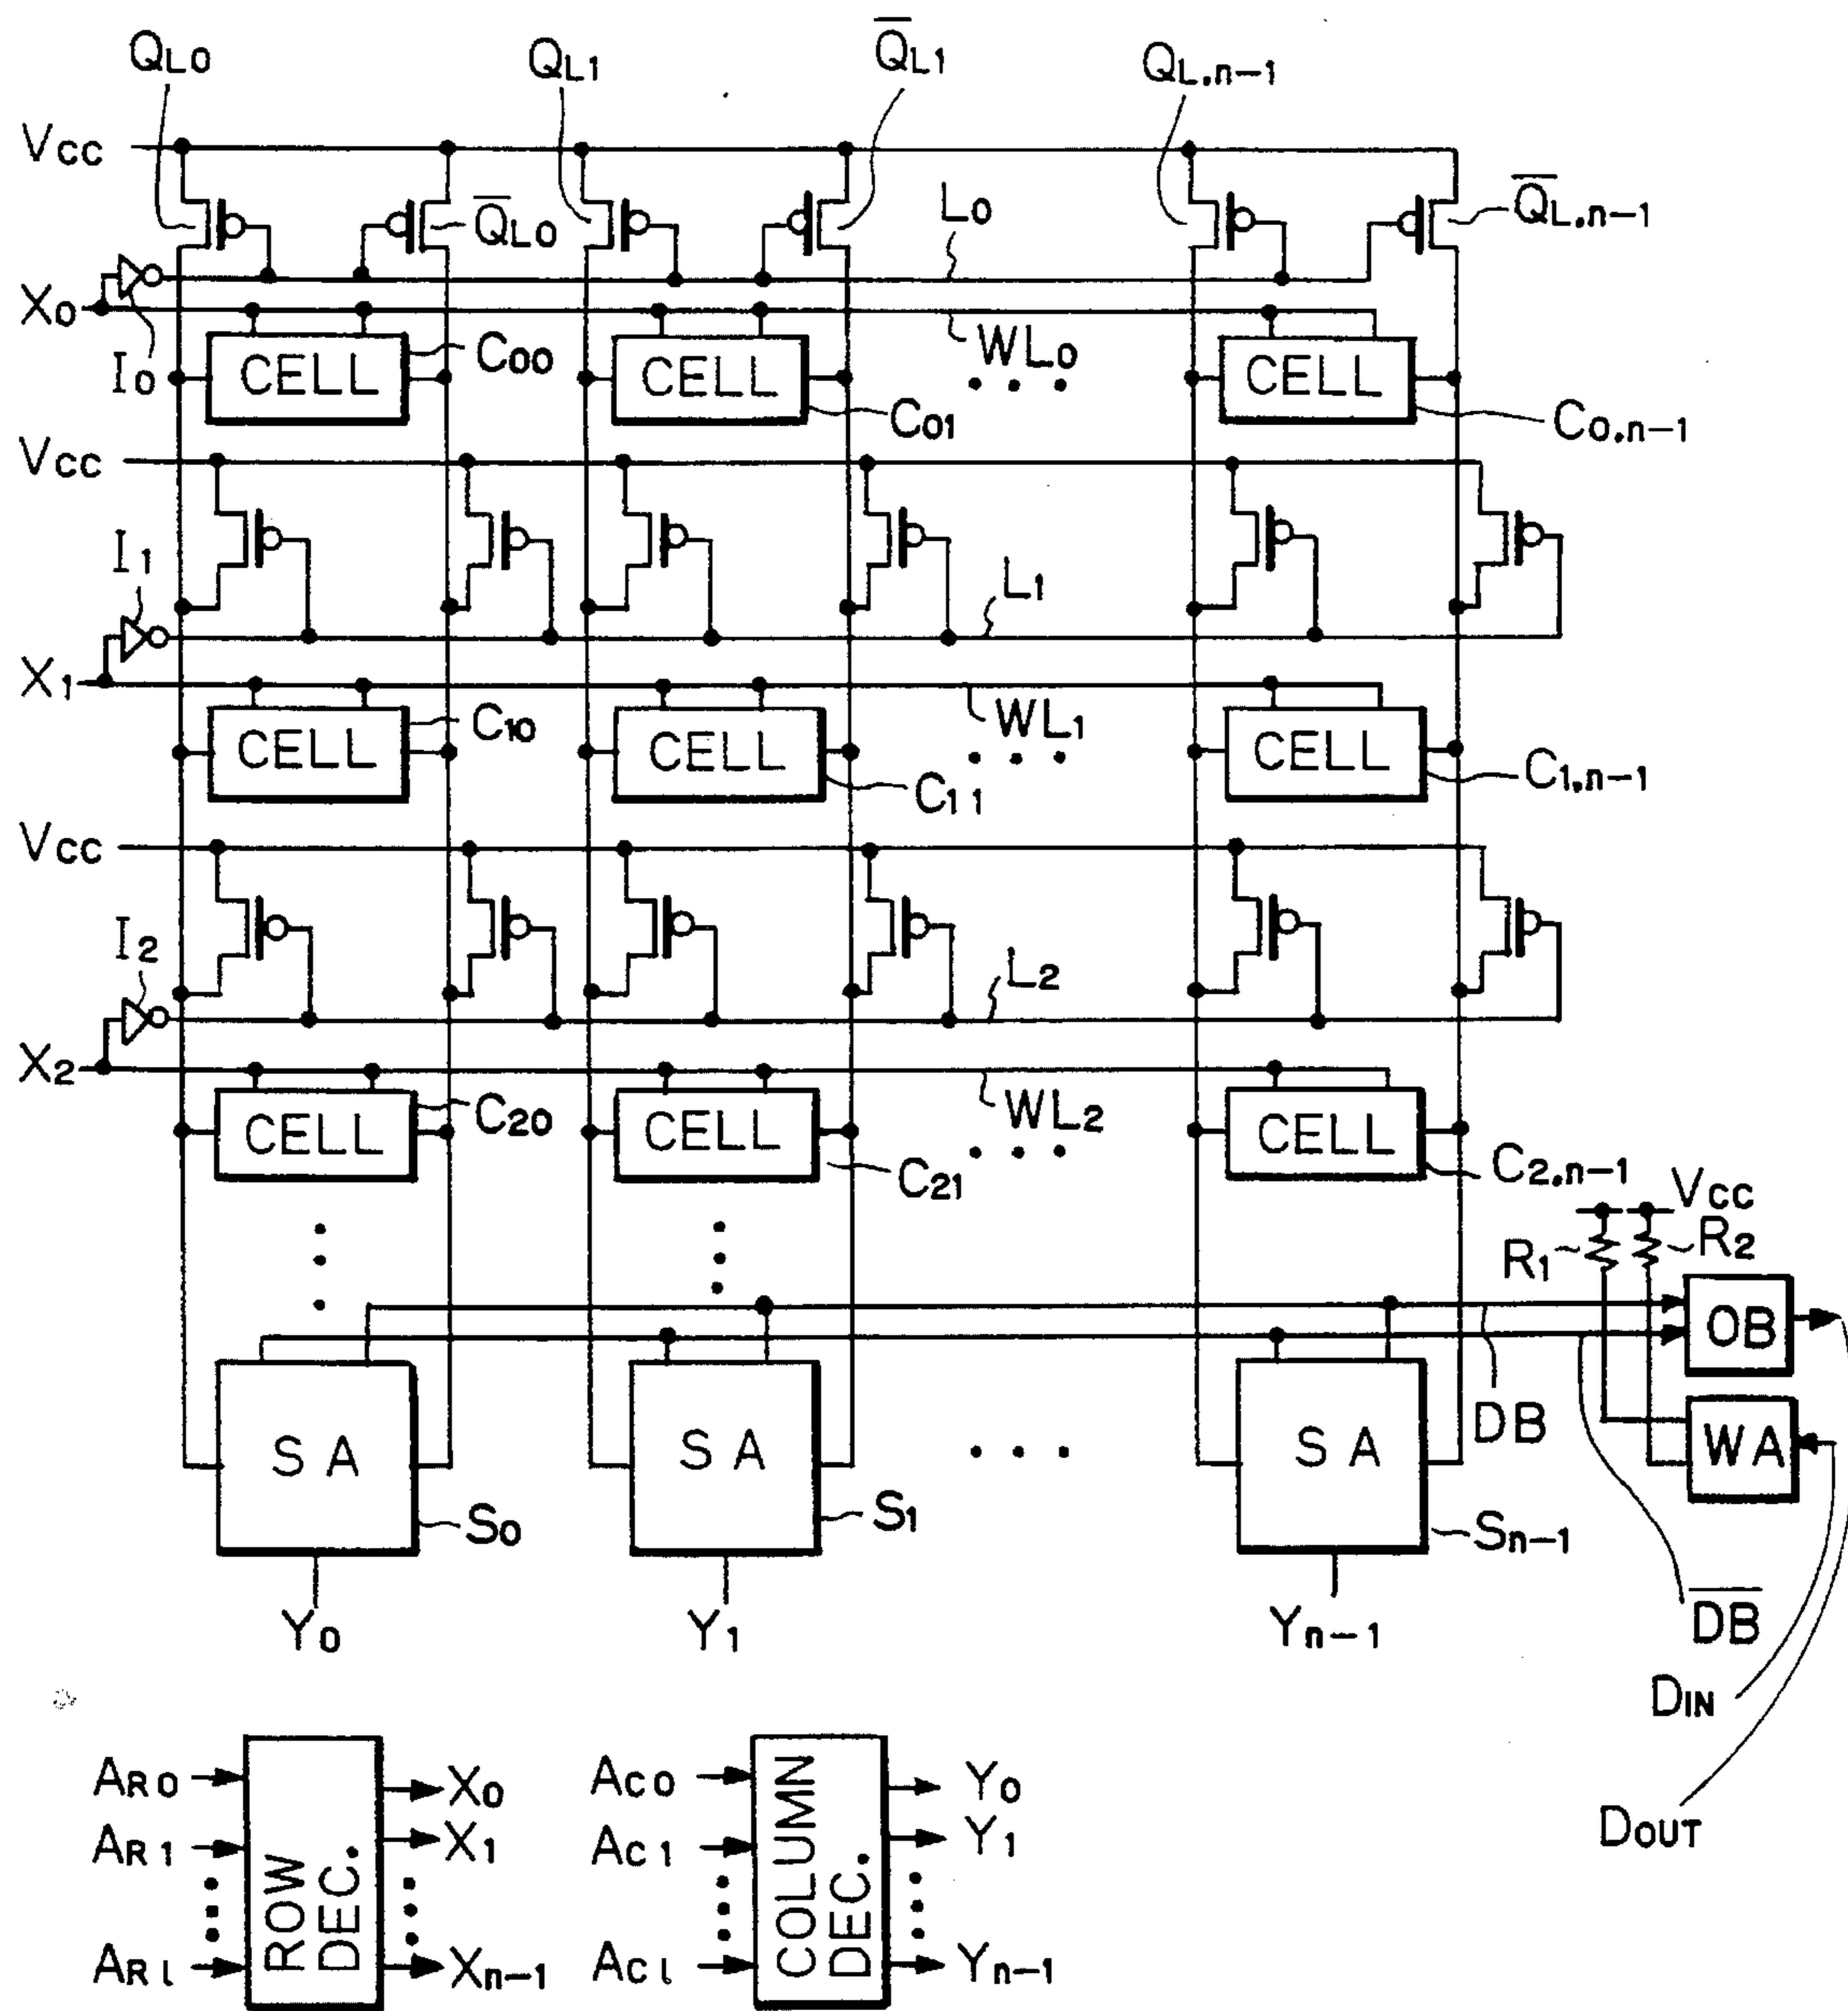 QL0 QL1 Q̅L1 QL.n-1
Vcc
Q̅L0 L0 Q̅L.n-1
X0
I0 C00 WL0
CELL CELL CELL
C01 C0.n-1
Vcc
I1 L1
X1
C10 WL1
CELL CELL CELL
C11 C1,n-1
Vcc
I2 L2
X2
C20 WL2
CELL CELL CELL
C21 C2,n-1
Vcc
R1 R2
OB
DB
SA SA SA WA
S0 S1 Sn-1
Y0 Y1 Yn-1 D̅B̅
DIN
DOUT
AR0 X0 AC0 Y0
AR1 X1 AC1 Y1
ROW DEC. COLUMN DEC.
ARl Xn-1 ACl Yn-1